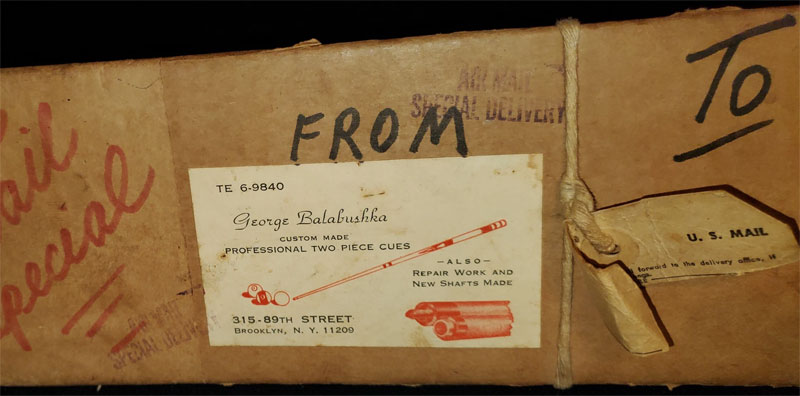 ail
Special
AIR MAIL
SPECIAL DELIVERY
FROM
TO
TE 6-9840
George Balabushka
CUSTOM MADE
PROFESSIONAL TWO PIECE CUES
-ALSO-
REPAIR WORK AND
NEW SHAFTS MADE
315-89TH STREET
BROOKLYN, N. Y. 11209
U. S. MAIL
forward to the delivery office, if
SPECIAL DELIVE